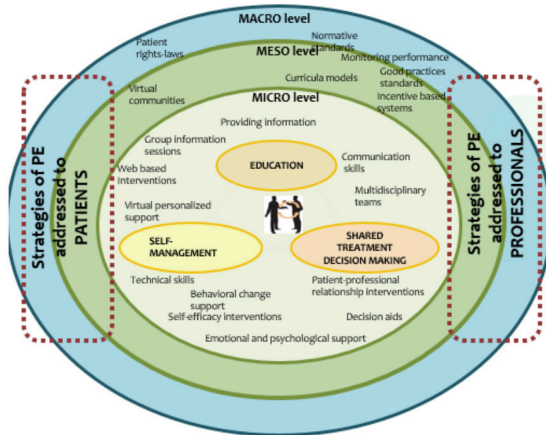 MACRO level
Patient
rights-laws
Normative
standards
MESO level
Monitoring performance
Good practices
standards
Curricula models
Incentive based
systems
Virtual
communities
MICRO level
Providing information
Group information
sessions
EDUCATION
Communication
skills
Web based
Interventions
Multidisciplinary
teams
Virtual personalized
support
SELF-
MANAGEMENT
SHARED
TREATMENT
DECISION MAKING
Technical skills
Patient-professional
relationship interventions
Behavioral change
support
Self-efficacy interventions
Decision aids
Emotional and psychological support
Strategies of PE
addressed to
PATIENTS
Strategies of PE
addressed to
PROFESSIONALS